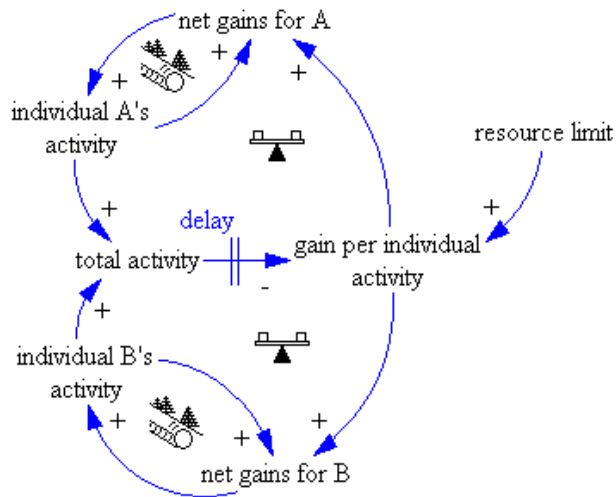 net gains for A
+
+
+
individual A's
activity
resource limit
+
+
delay
total activity
gain per individual
activity
-
+
individual B's
activity
+
+
+
net gains for B